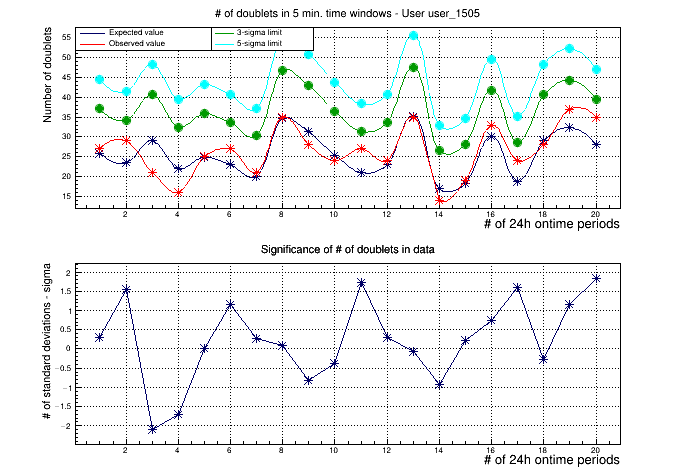 # of doublets in 5 min. time windows - User user_1505
Number of doublets
Expected value
Observed value
3-sigma limit
5-sigma limit
55
50
45
40
35
30
25
20
15
2 4 6 8 10 12 14 16 18 20
# of 24h ontime periods
Significance of # of doublets in data
# of standard deviations - sigma
2
1.5
1
0.5
0
-0.5
-1
-1.5
-2
2 4 6 8 10 12 14 16 18 20
# of 24h ontime periods